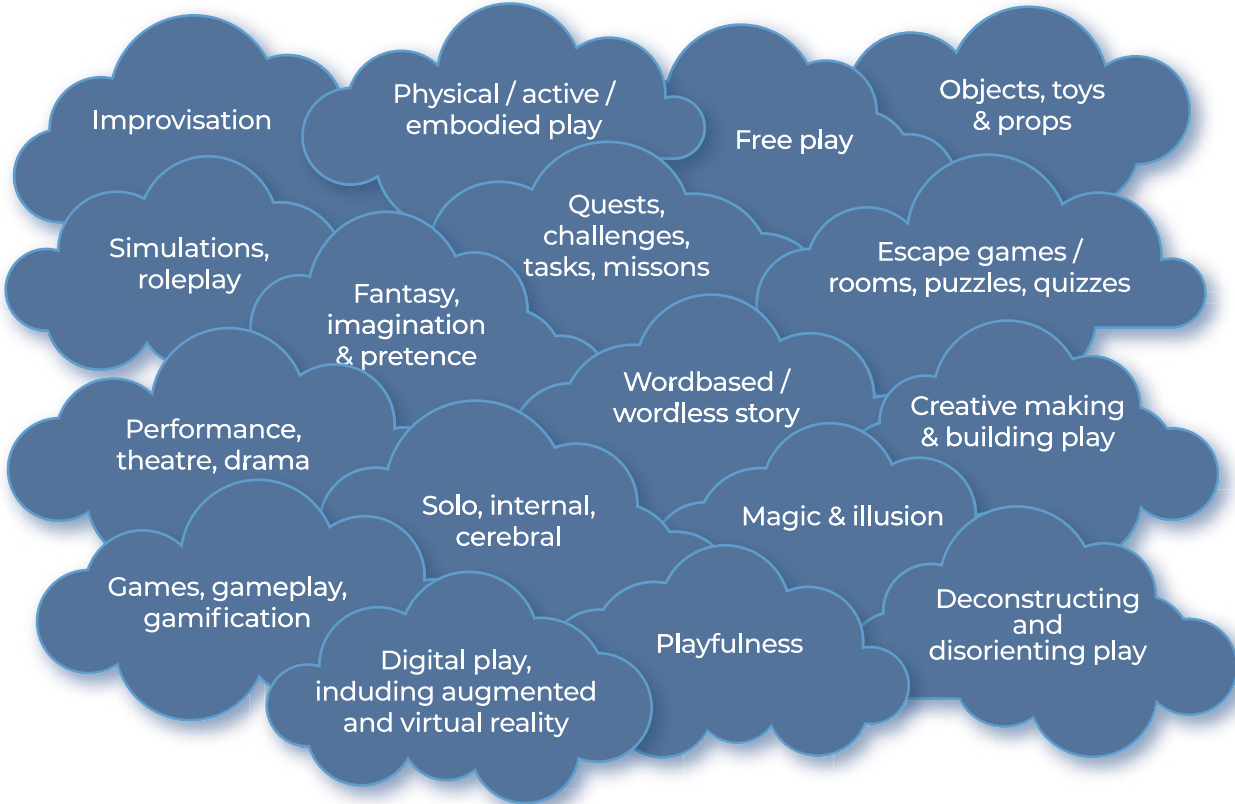 Improvisation
Physical / active /
embodied play
Free play
Objects, toys
& props
Simulations,
roleplay
Fantasy,
imagination
& pretence
Quests,
challenges,
tasks, missons
Escape games /
rooms, puzzles, quizzes
Performance,
theatre, drama
Wordbased /
wordless story
Creative making
& building play
Solo, internal,
cerebral
Magic & illusion
Games, gameplay,
gamification
Digital play,
induding augmented
and virtual reality
Playfulness
Deconstructing
and
disorienting play